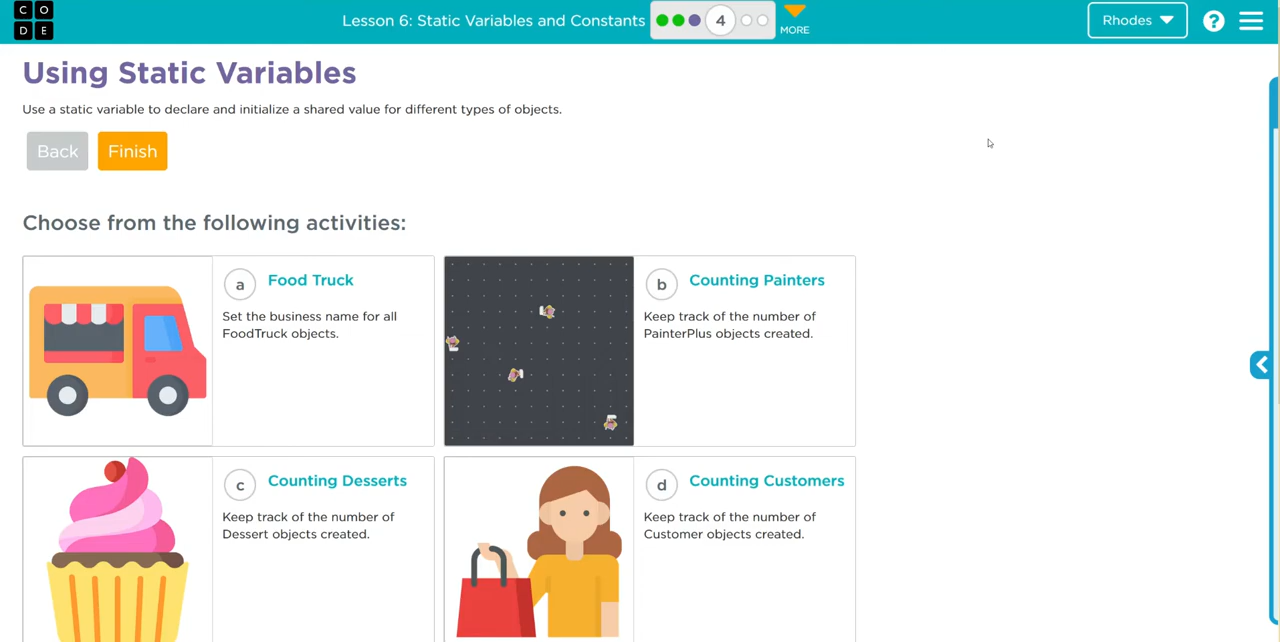 C O
D E
Lesson 6: Static Variables and Constants
4
MORE
Rhodes
?
Using Static Variables
Use a static variable to declare and initialize a shared value for different types of objects.
Back
Finish
Choose from the following activities:
a
Food Truck
Set the business name for all
FoodTruck objects.
b
Counting Painters
Keep track of the number of
PainterPlus objects created.
c
Counting Desserts
Keep track of the number of
Dessert objects created.
d
Counting Customers
Keep track of the number of
Customer objects created.